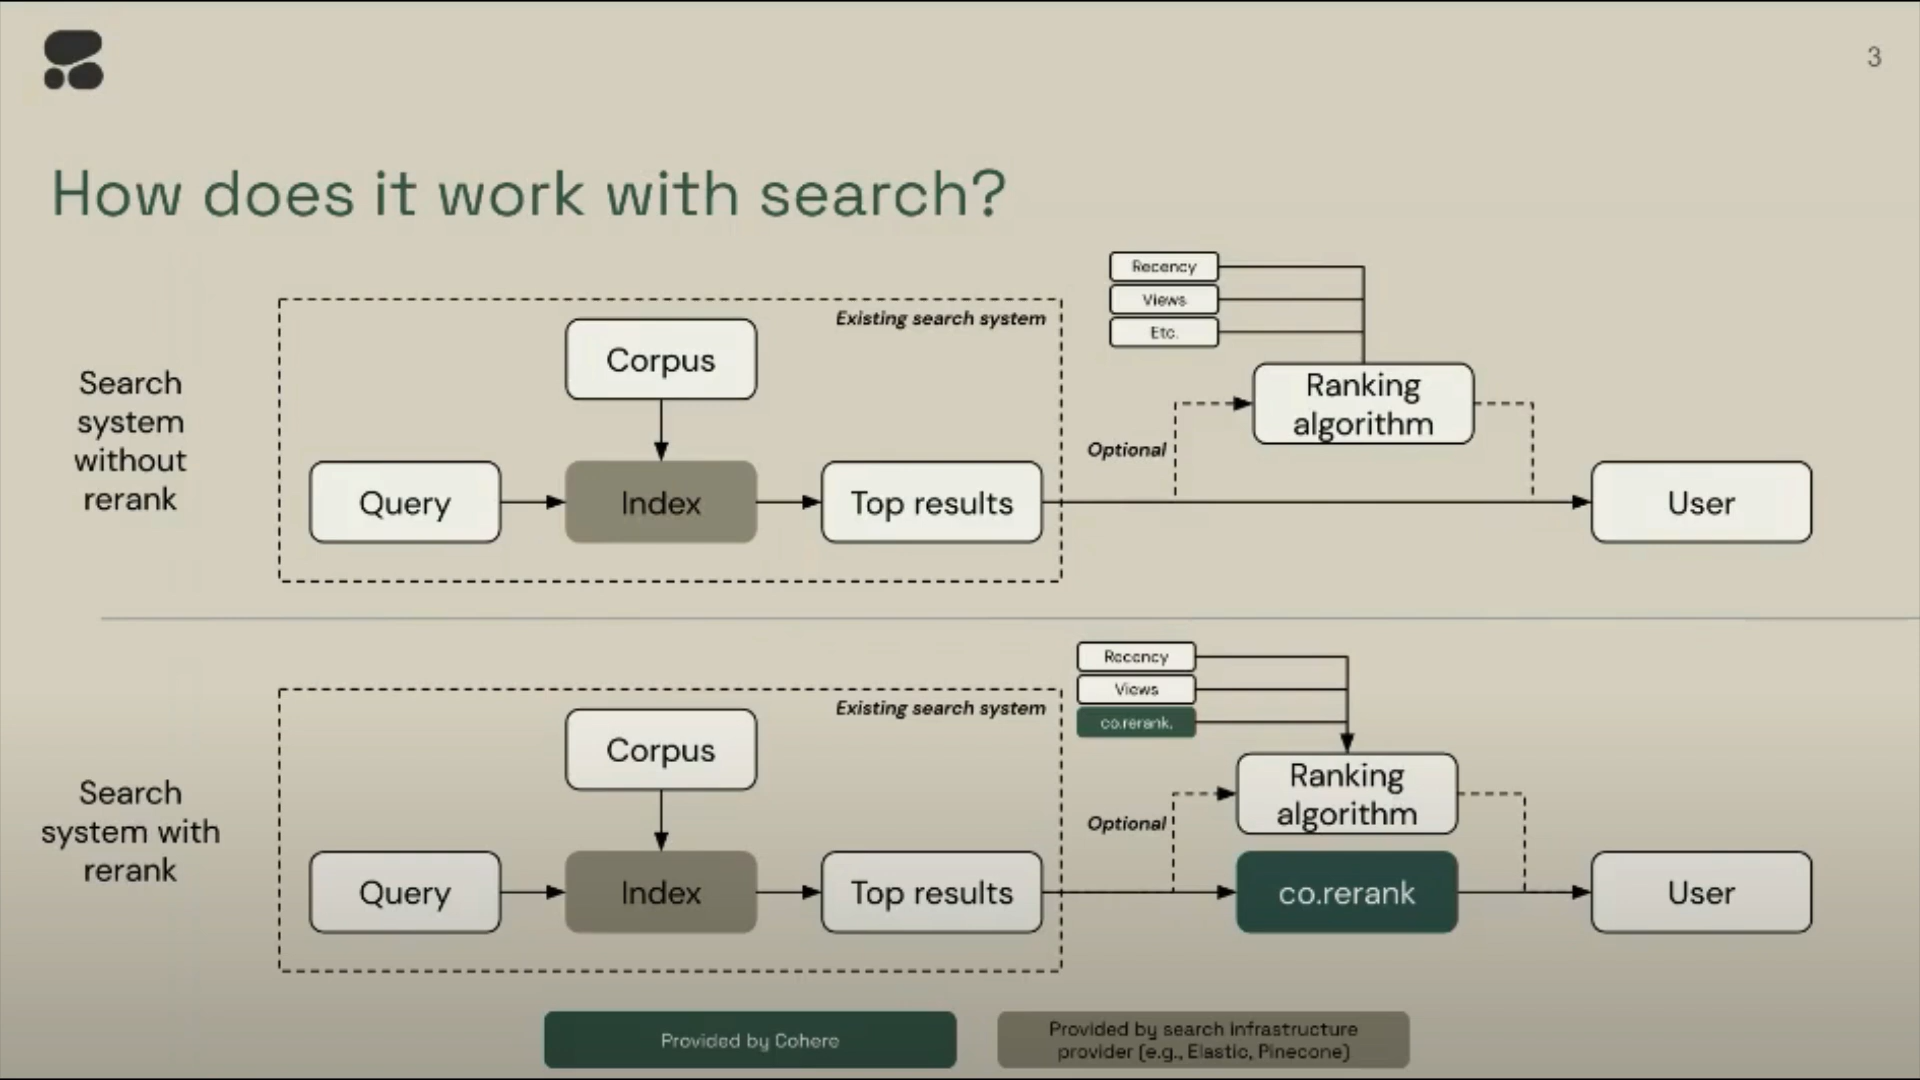 3
How does it work with search?
Recency
Views
Etc.
Existing search system
Corpus
Ranking
algorithm
Search
system
without
rerank
Optional
Query
Index
Top results
User
Recency
Views
co.rerank.
Existing search system
Corpus
Ranking
algorithm
Search
system with
rerank
Optional
Query
Index
Top results
co.rerank
User
Provided by Cohere
Provided by search infrastructure
provider (e.g., Elastic, Pinecone)